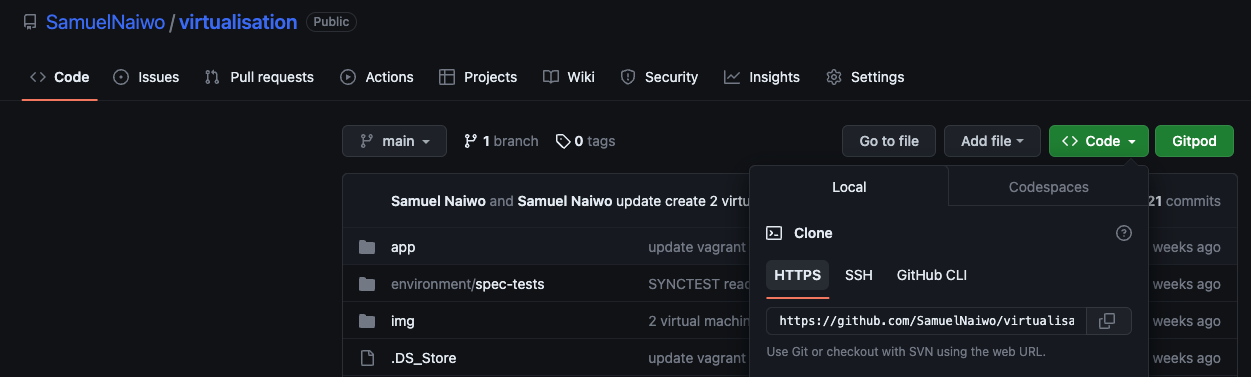 SamuelNaiwo / virtualisation Public
Code Issues Pull requests Actions Projects Wiki Security Insights Settings
main 1 branch 0 tags Go to file Add file Code Gitpod
Local Codespaces
Samuel Naiwo and Samuel Naiwo update create 2 virtu 21 commits
Clone
app update vagrant weeks ago
HTTPS SSH GitHub CLI
environment/spec-tests SYNCTEST read weeks ago
img 2 virtual machin https://github.com/SamuelNaiwo/virtualisa weeks ago
Use Git or checkout with SVN using the web URL.
.DS_Store update vagrant weeks ago